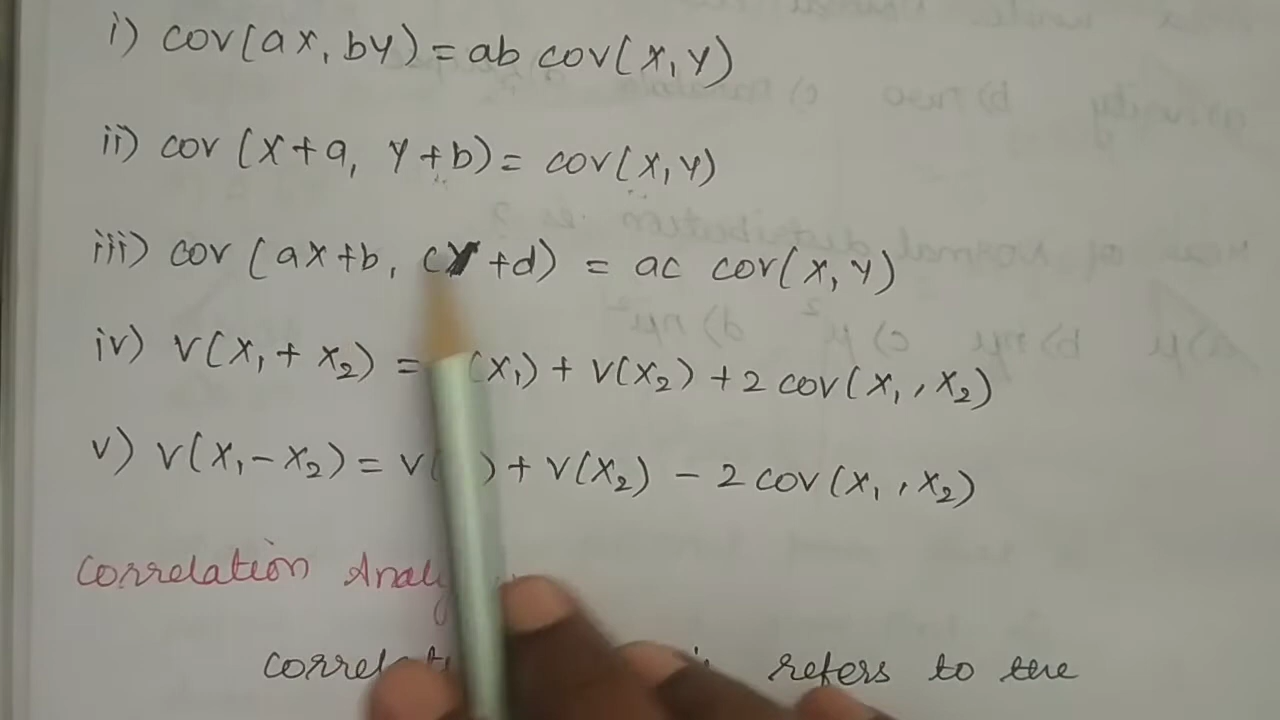 i) cov(ax, by) = ab cov(x, y)
ii) cov (x+a, y+b) = cov(x, y)
iii) cov (ax+b, cy+d) = ac cov(x, y)
iv) v(x₁ + x₂) = (x₁) + v(x₂) + 2 cov(x₁, x₂)
v) v(x₁ - x₂) = v( ) + v(x₂) - 2 cov(x₁, x₂)
Correlation
refers to the